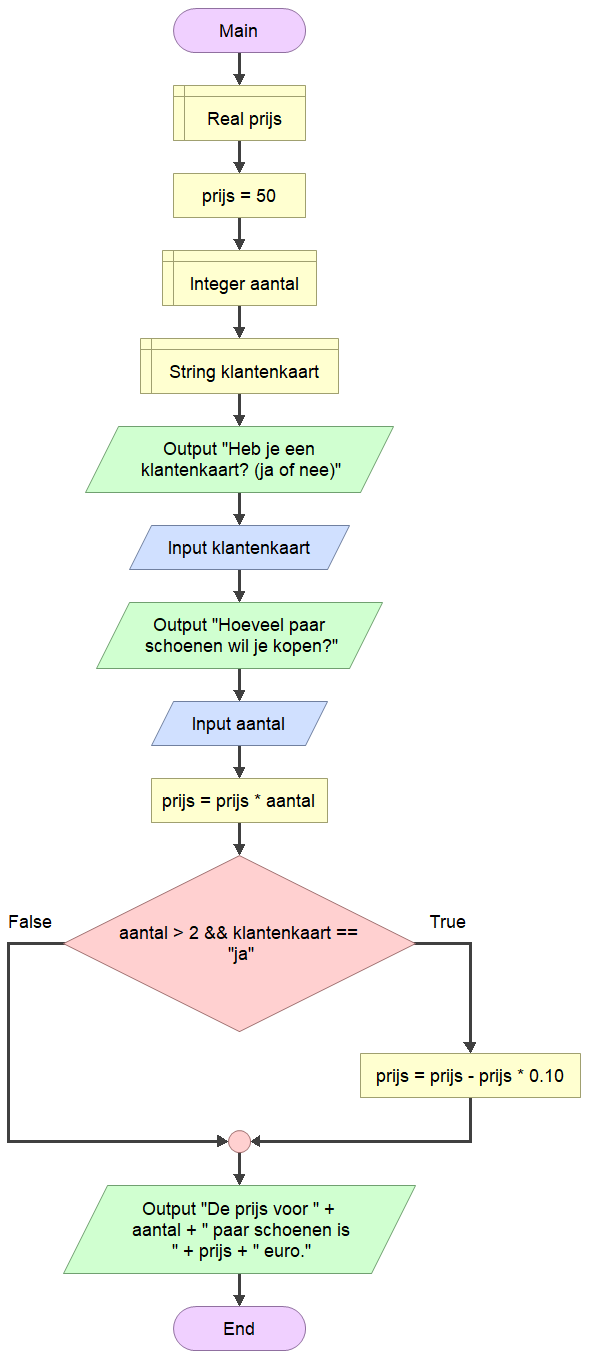 Main
Real prijs
prijs = 50
Integer aantal
String klantenkaart
Output "Heb je een
klantenkaart? (ja of nee)"
Input klantenkaart
Output "Hoeveel paar
schoenen wil je kopen?"
Input aantal
prijs = prijs * aantal
False
True
aantal > 2 && klantenkaart ==
"ja"
prijs = prijs - prijs * 0.10
Output "De prijs voor " +
aantal + " paar schoenen is
" + prijs + " euro."
End